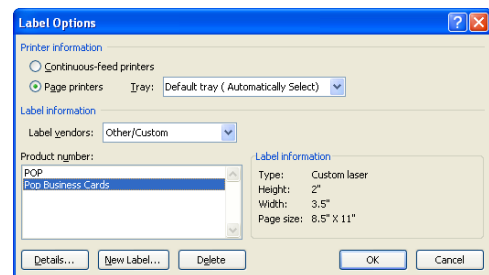 Label Options
Printer information
Continuous-feed printers
Page printers Tray: Default tray ( Automatically Select)
Label information
Label vendors: Other/Custom
Product number:
POP
Pop Business Cards
Label information
Type: Custom laser
Height: 2"
Width: 3.5"
Page size: 8.5" X 11"
Details... New Label... Delete OK Cancel